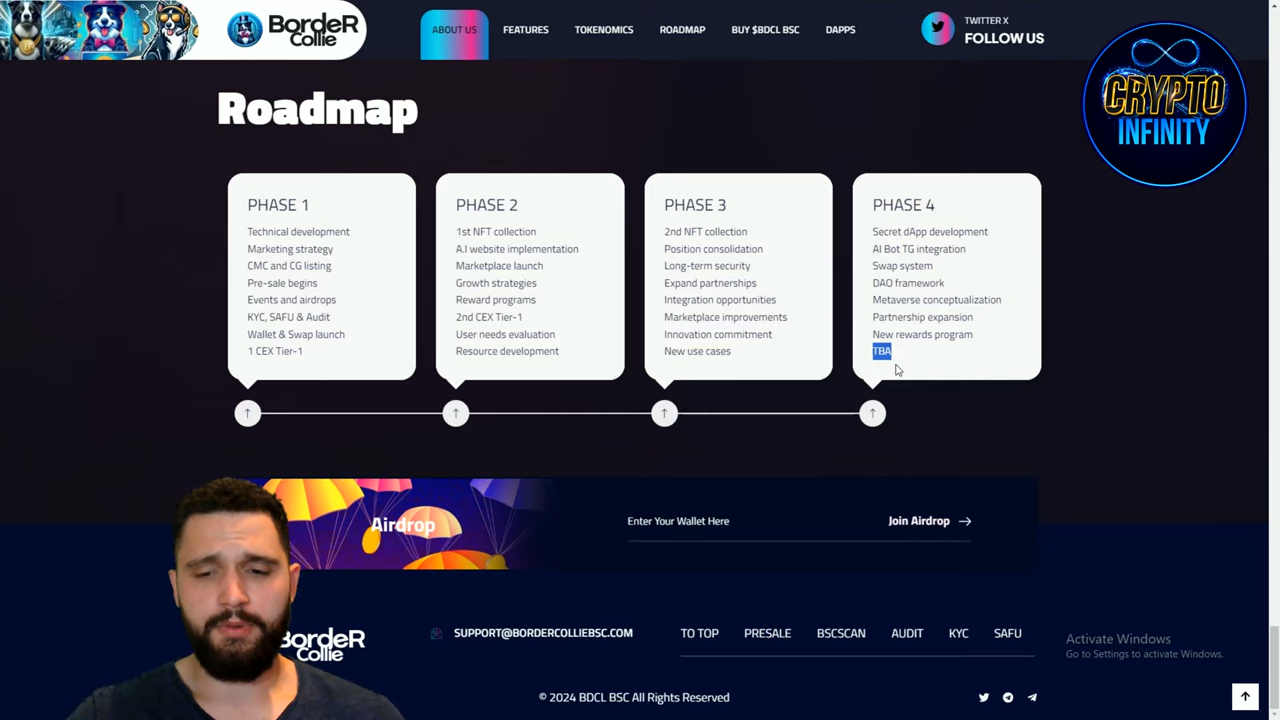 BordeR
Collie
ABOUT US
FEATURES
TOKENOMICS
ROADMAP
BUY $BDCL BSC
DAPPS
TWITTER X
FOLLOW US
CRYPTO
INFINITY
Roadmap
PHASE 1
Technical development
Marketing strategy
CMC and CG listing
Pre-sale begins
Events and airdrops
KYC, SAFU & Audit
Wallet & Swap launch
1 CEX Tier-1
PHASE 2
1st NFT collection
A.I website implementation
Marketplace launch
Growth strategies
Reward programs
2nd CEX Tier-1
User needs evaluation
Resource development
PHASE 3
2nd NFT collection
Position consolidation
Long-term security
Expand partnerships
Integration opportunities
Marketplace improvements
Innovation commitment
New use cases
PHASE 4
Secret dApp development
AI Bot TG integration
Swap system
DAO framework
Metaverse conceptualization
Partnership expansion
New rewards program
TBA
Airdrop
Enter Your Wallet Here
Join Airdrop
BordeR
Collie
SUPPORT@BORDERCOLLIEBSC.COM
TO TOP
PRESALE
BSCSCAN
AUDIT
KYC
SAFU
Activate Windows
Go to Settings to activate Windows.
© 2024 BDCL BSC All Rights Reserved